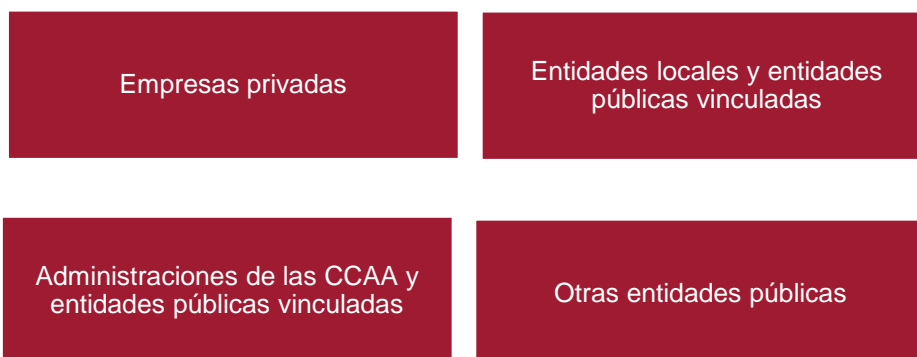 Empresas privadas
Entidades locales y entidades
públicas vinculadas
Administraciones de las CCAA y
entidades públicas vinculadas
Otras entidades públicas